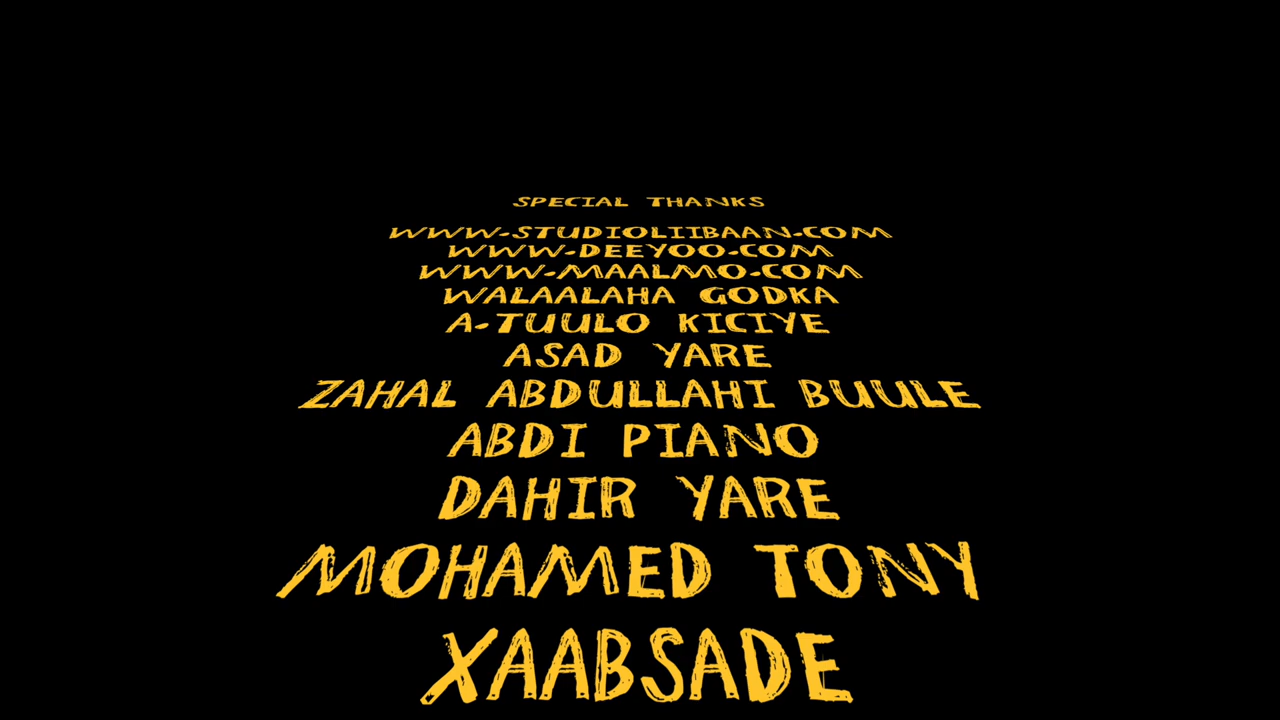 SPECIAL THANKS
WWW.STUDIOLIIBAAN.COM
WWW.DEEYOO.COM
WWW.MAALMO.COM
WALAALAHA GODKA
A.TUULO KICIYE
ASAD YARE
ZAHAL ABDULLAHI BUULE
ABDI PIANO
DAHIR YARE
MOHAMED TONY
XAABSADE